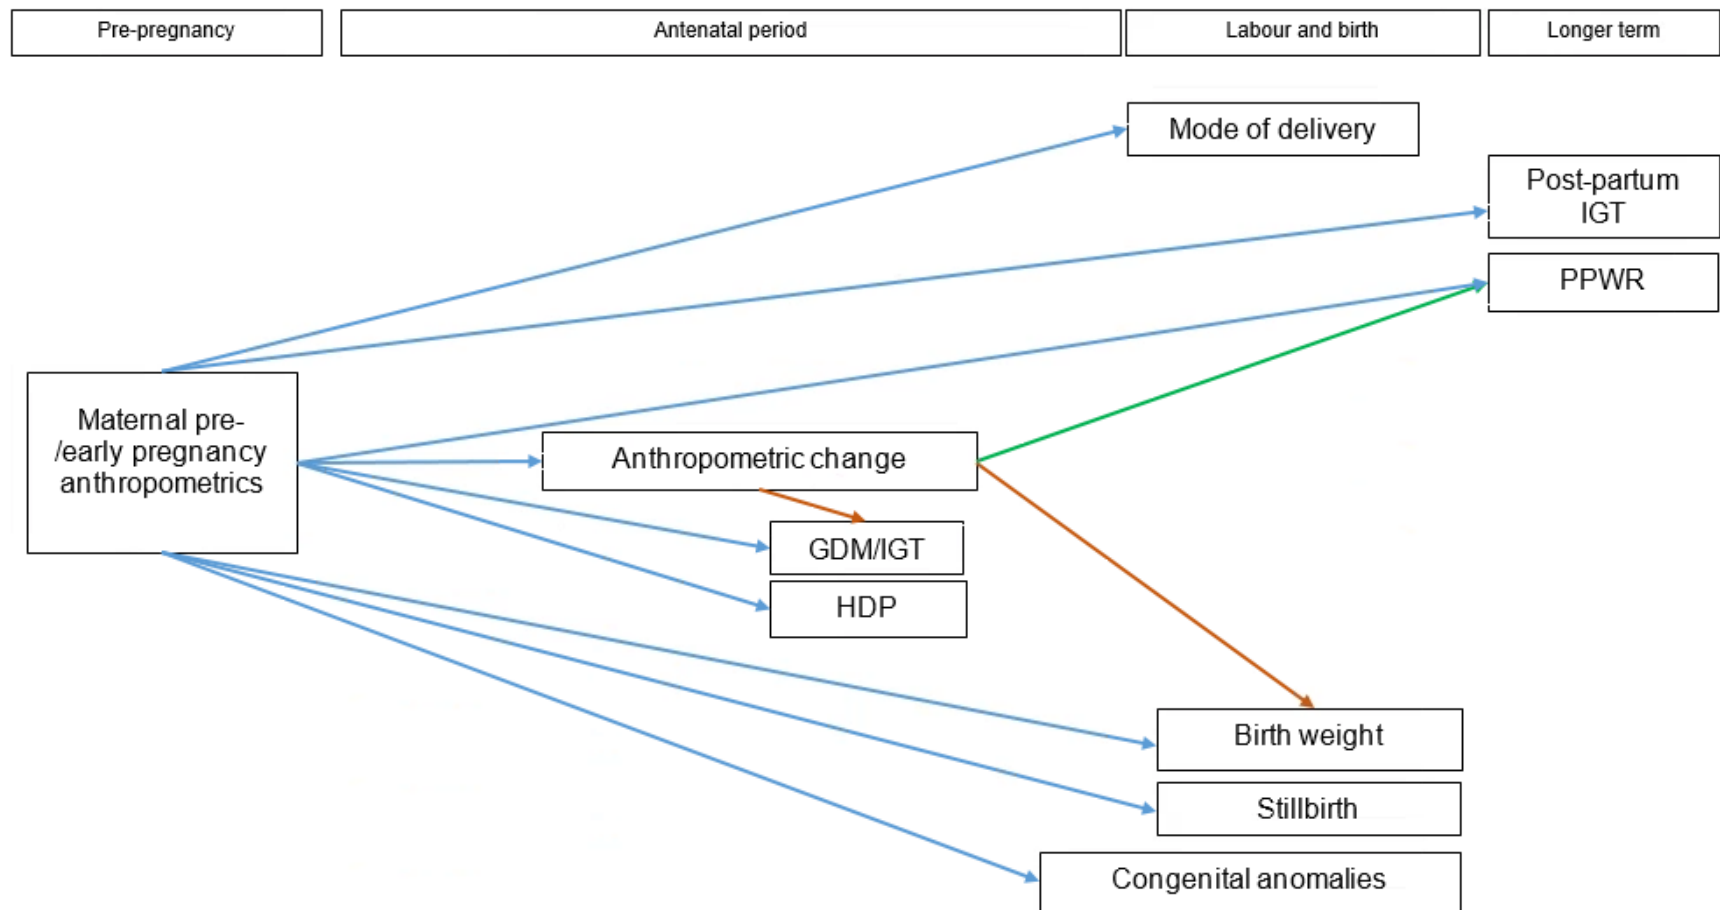 Pre-pregnancy
Antenatal period
Labour and birth
Longer term
Mode of delivery
Post-partum
IGT
PPWR
Maternal pre-
/early pregnancy
anthropometrics
Anthropometric change
GDM/IGT
HDP
Birth weight
Stillbirth
Congenital anomalies